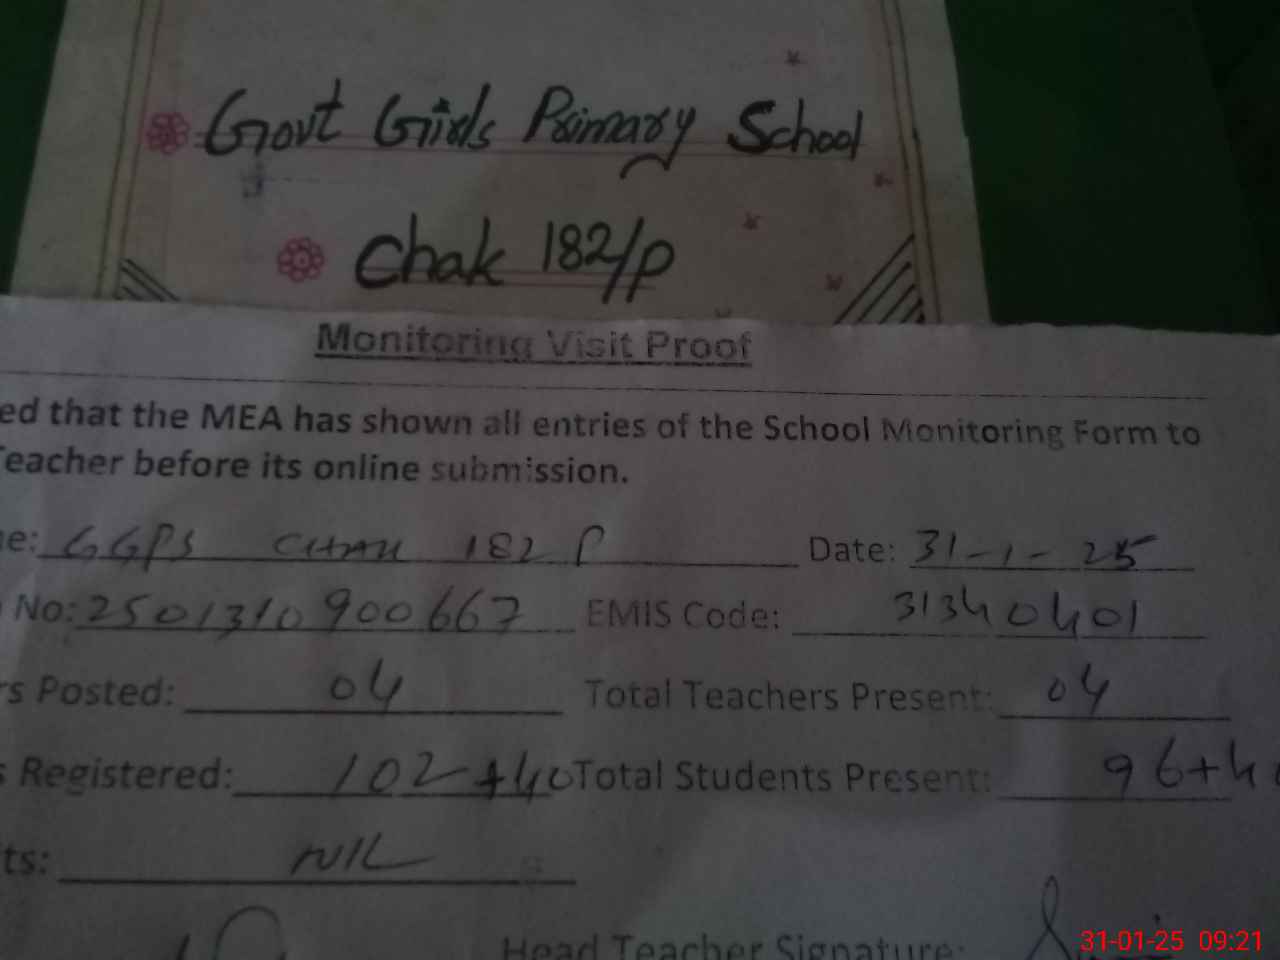 Govt Girls Primary School
Chak 182/p
Monitoring Visit Proof
ed that the MEA has shown all entries of the School Monitoring Form to
Teacher before its online submission.
e: GGPS CHAK 182 P Date: 31-1-25
No: 2501310900667 EMIS Code: 31340401
rs Posted: 04 Total Teachers Present: 04
s Registered: 102+40 Total Students Present: 96+4
ts: NIL
Head Teacher Signature:
31-01-25 09:21